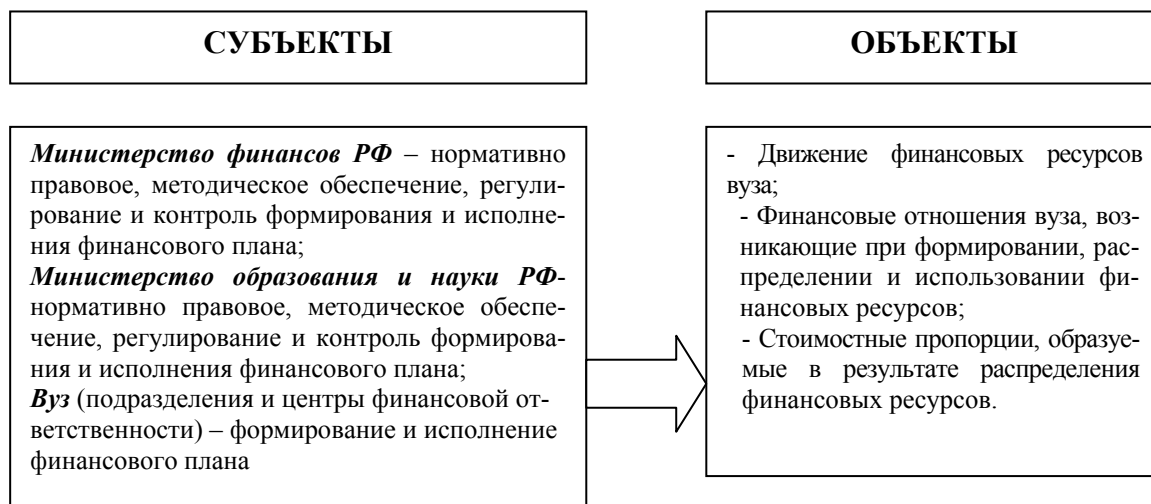 СУБЪЕКТЫ
ОБЪЕКТЫ
Министерство финансов РФ – нормативно
правовое, методическое обеспечение, регули-
рование и контроль формирования и исполне-
ния финансового плана;
Министерство образования и науки РФ-
нормативно правовое, методическое обеспе-
чение, регулирование и контроль формирова-
ния и исполнения финансового плана;
Вуз (подразделения и центры финансовой от-
ветственности) – формирование и исполнение
финансового плана
- Движение финансовых ресурсов
вуза;
- Финансовые отношения вуза, воз-
никающие при формировании, рас-
пределении и использовании фи-
нансовых ресурсов;
- Стоимостные пропорции, образуе-
мые в результате распределения
финансовых ресурсов.